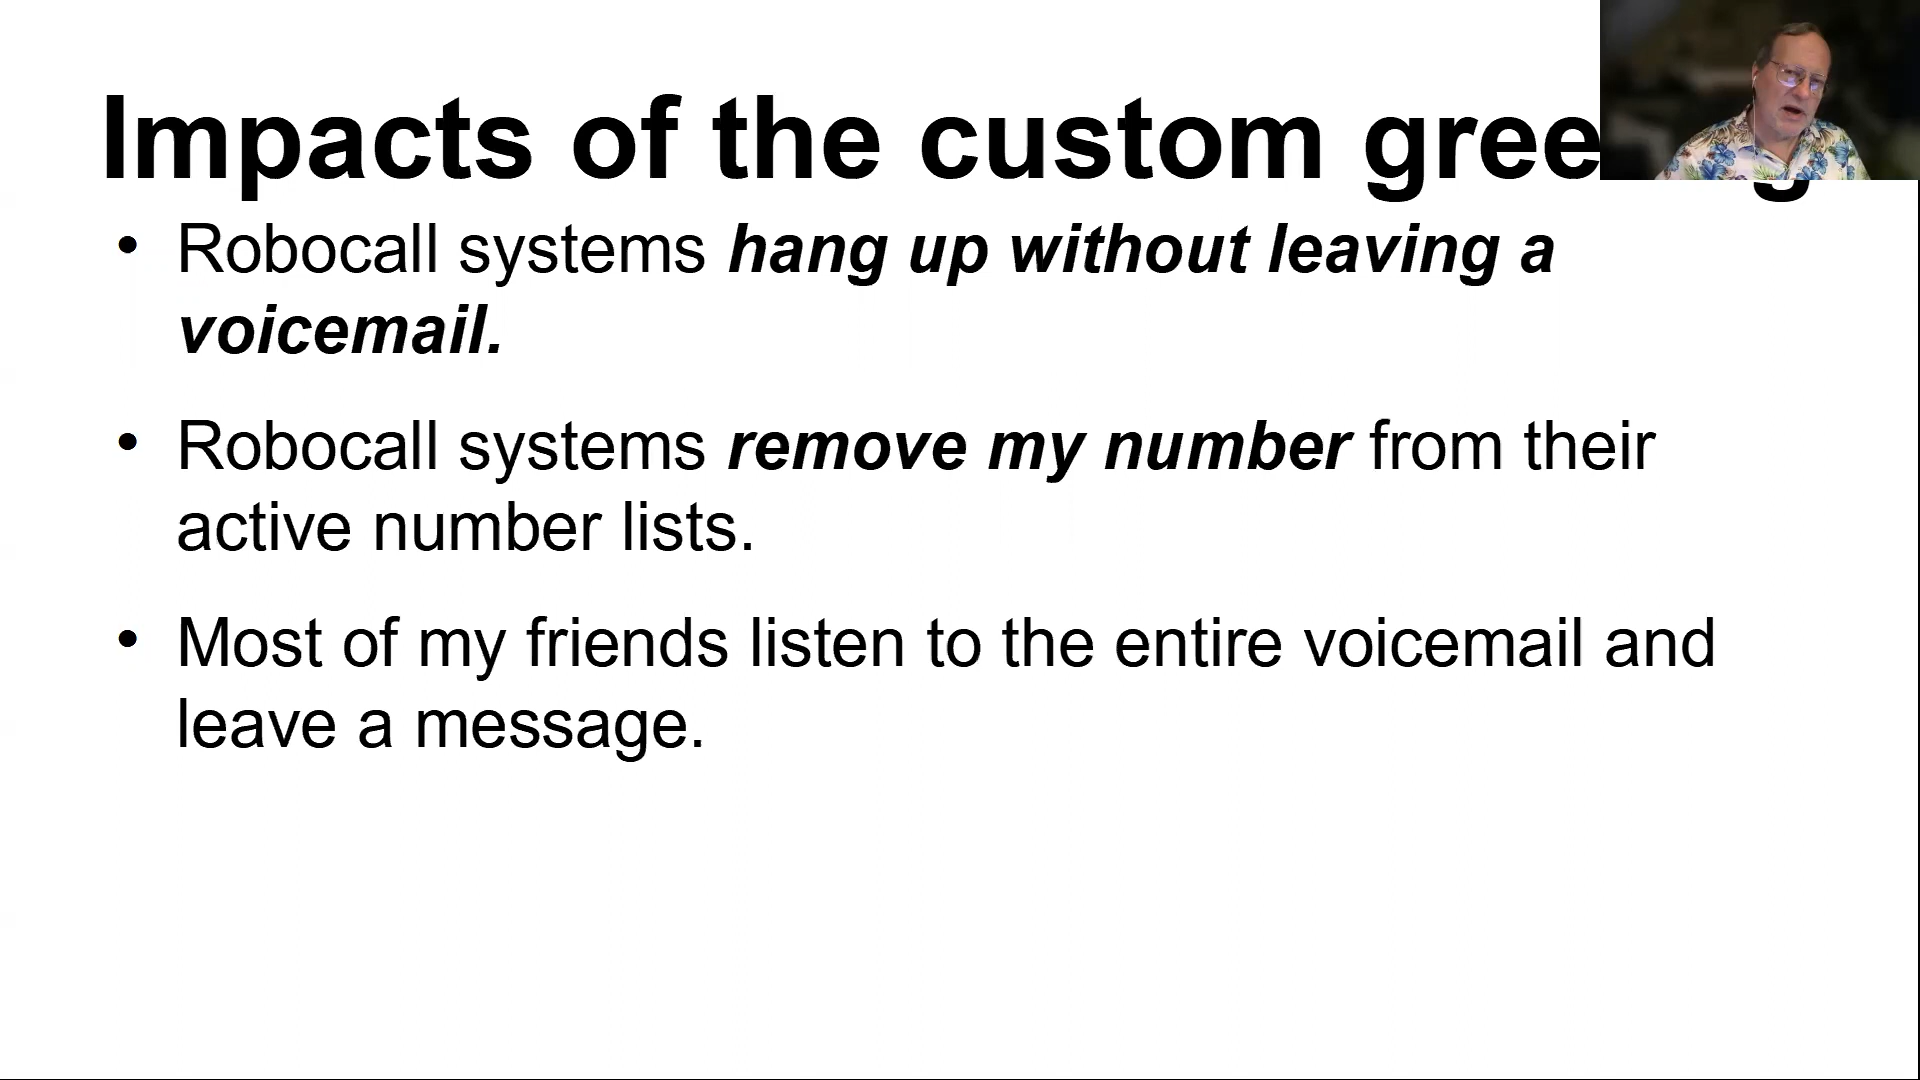 Impacts of the custom
• Robocall systems hang up without leaving a
voicemail.
• Robocall systems remove my number from their
active number lists.
• Most of my friends listen to the entire voicemail and
leave a message.